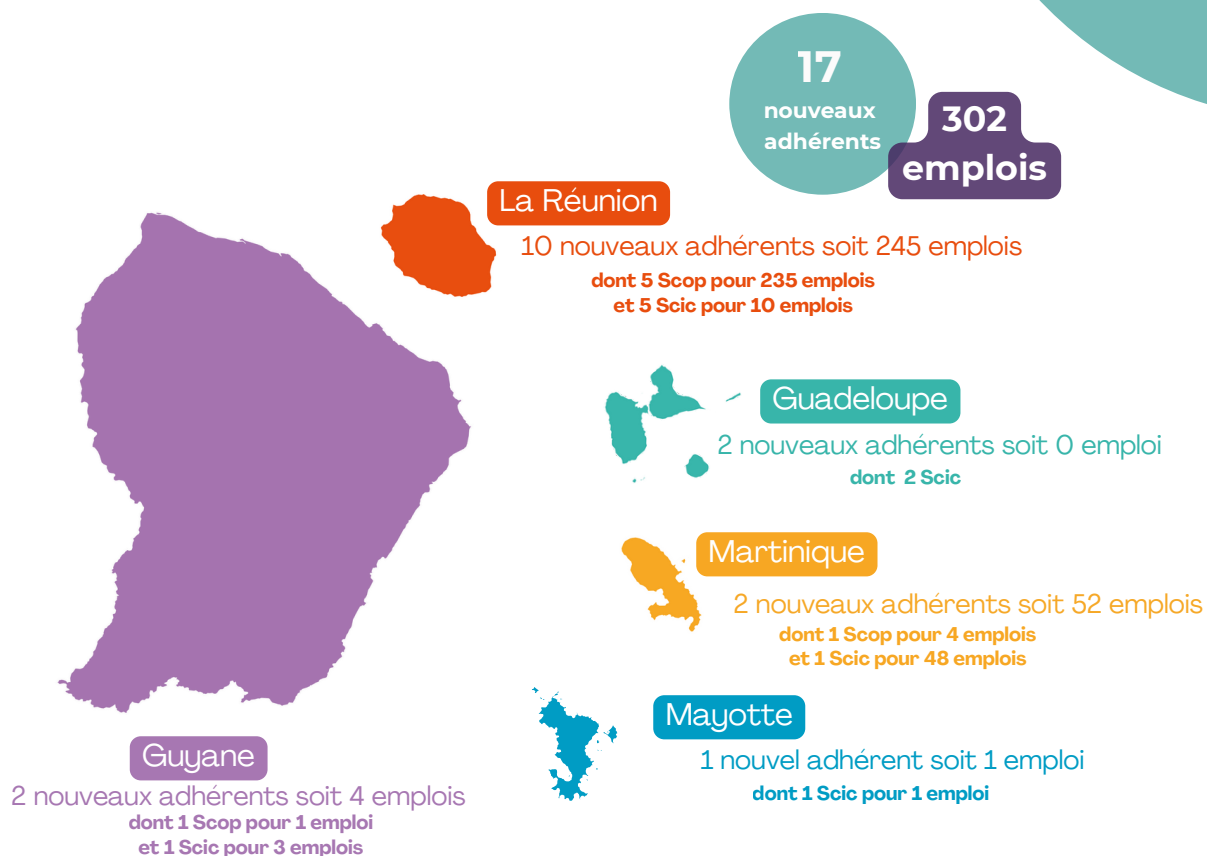 17
nouveaux
adhérents
302
emplois
La Réunion
10 nouveaux adhérents soit 245 emplois
dont 5 Scop pour 235 emplois
et 5 Scic pour 10 emplois
Guadeloupe
2 nouveaux adhérents soit 0 emploi
dont 2 Scic
Martinique
2 nouveaux adhérents soit 52 emplois
dont 1 Scop pour 4 emplois
et 1 Scic pour 48 emplois
Mayotte
1 nouvel adhérent soit 1 emploi
dont 1 Scic pour 1 emploi
Guyane
2 nouveaux adhérents soit 4 emplois
dont 1 Scop pour 1 emploi
et 1 Scic pour 3 emplois